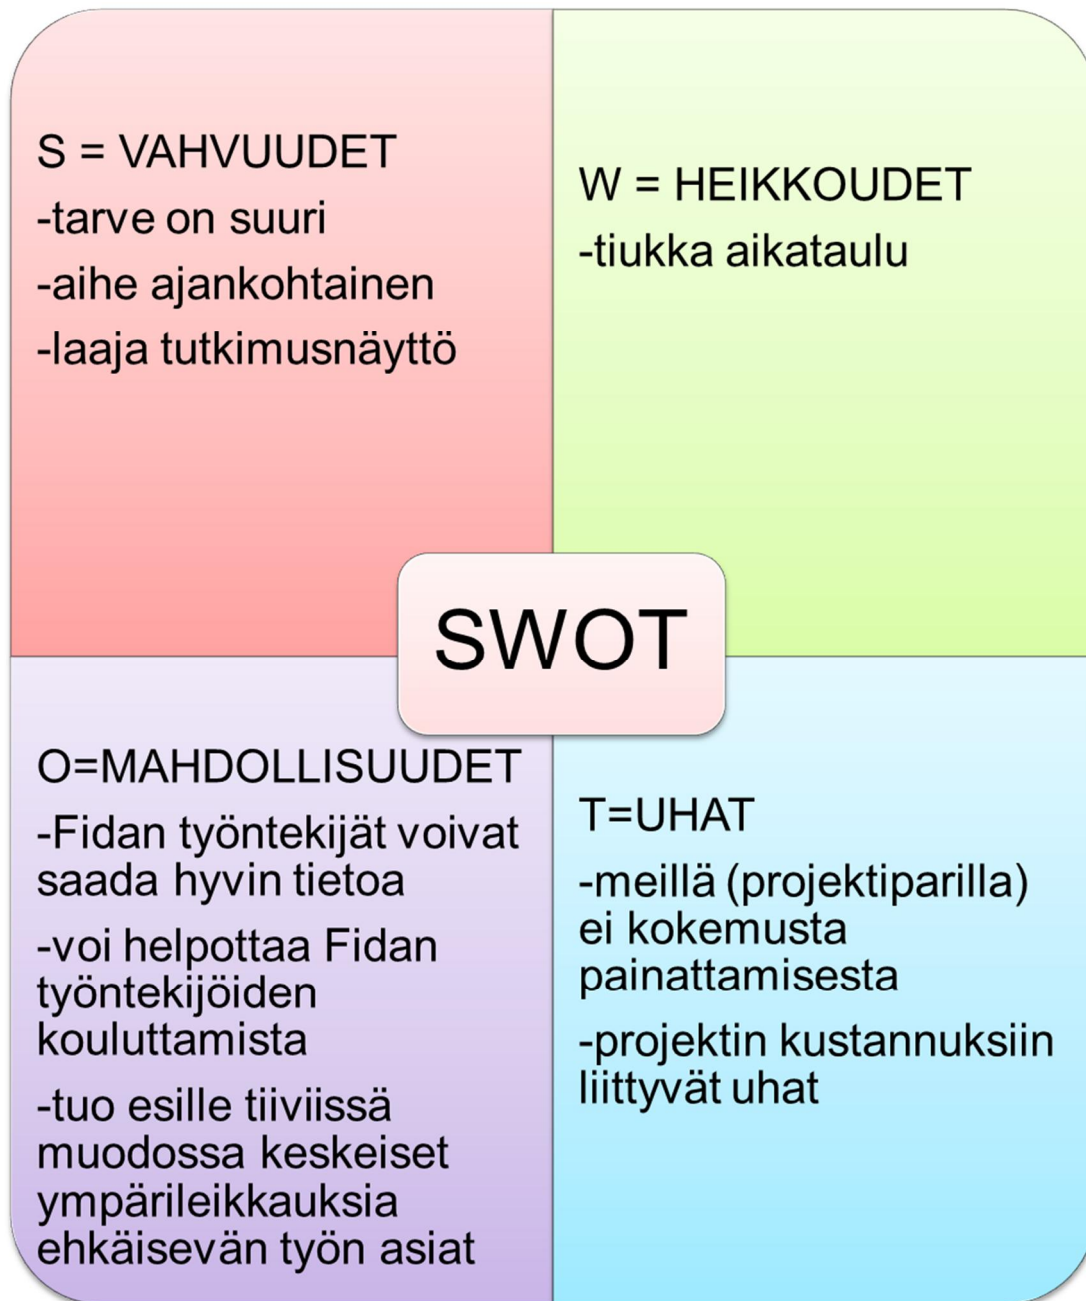 S = VAHVUUDET
-tarve on suuri
-aihe ajankohtainen
-laaja tutkimusnäyttö
W = HEIKKOUDET
-tiukka aikataulu
SWOT
O=MAHDOLLISUUDET
-Fidan työntekijät voivat
saada hyvin tietoa
-voi helpottaa Fidan
työntekijöiden
kouluttamista
-tuo esille tiiviissä
muodossa keskeiset
ympärileikkauksia
ehkäisevän työn asiat
T=UHAT
-meillä (projektiparilla)
ei kokemusta
painattamisesta
-projektin kustannuksiin
liittyvät uhat